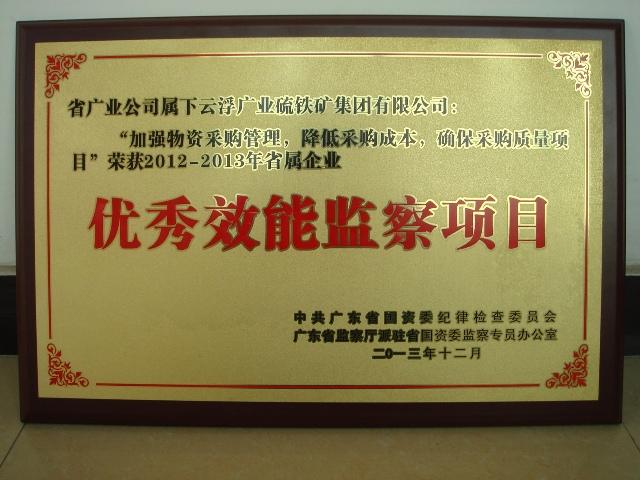 省广业公司属下云浮广业硫铁矿集团有限公司：
“加强物资采购管理，降低采购成本，确保采购质量项
目”荣获2012-2013年省属企业
优秀效能监察项目
中共广东省国资委纪律检查委员会
广东省监察厅派驻省国资委监察专员办公室
二0一三年十二月